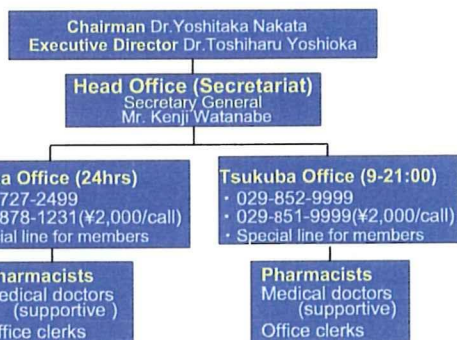 Chairman Dr.Yoshitaka Nakata
Executive Director Dr.Toshiharu Yoshioka
Head Office (Secretariat)
Secretary General
Mr. Kenji Watanabe
a Office (24hrs)
727-2499
878-1231(¥2,000/call)
ial line for members
Tsukuba Office (9-21:00)
・ 029-852-9999
・ 029-851-9999(¥2,000/call)
・ Special line for members
harmacists
edical doctors
(supportive )
ffice clerks
Pharmacists
Medical doctors
(supportive)
Office clerks